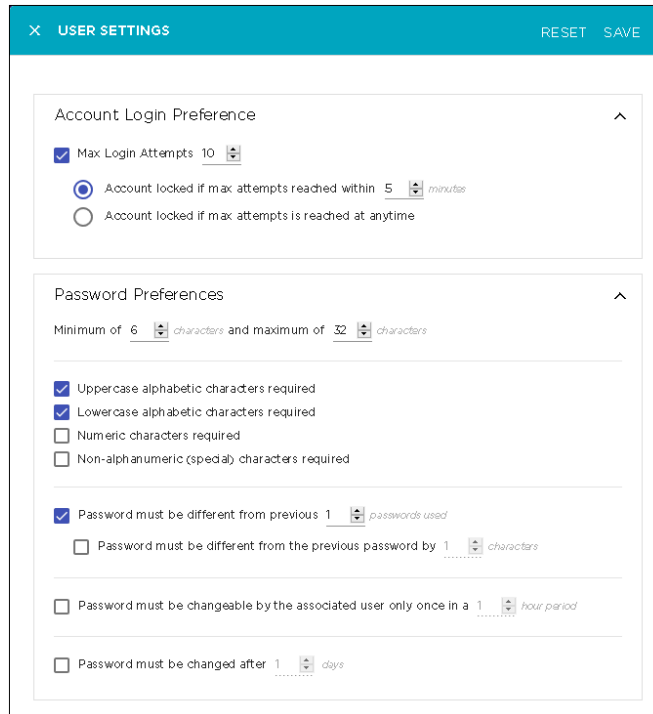 × USER SETTINGS RESET SAVE
Account Login Preference
Max Login Attempts 10
Account locked if max attempts reached within 5 minutes
Account locked if max attempts is reached at anytime
Password Preferences
Minimum of 6 characters and maximum of 32 characters
Uppercase alphabetic characters required
Lowercase alphabetic characters required
Numeric characters required
Non-alphanumeric (special) characters required
Password must be different from previous 1 passwords used
Password must be different from the previous password by 1 characters
Password must be changeable by the associated user only once in a 1 hour period
Password must be changed after 1 days